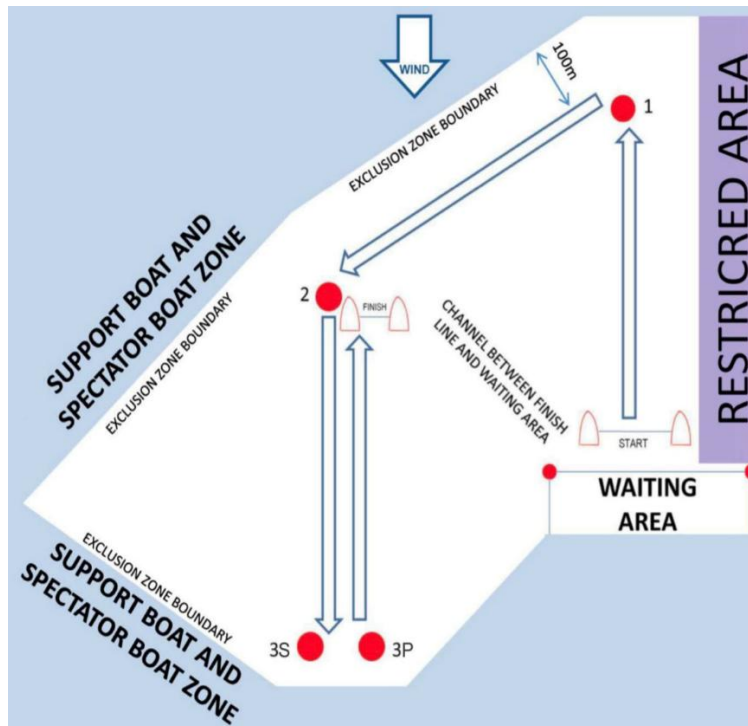 WIND
100m
EXCLUSION ZONE BOUNDARY
1
RESTRICRED AREA
SUPPORT BOAT AND
SPECTATOR BOAT ZONE
EXCLUSION ZONE BOUNDARY
2
FINISH
CHANNEL BETWEEN FINISH
LINE AND WAITING AREA
START
WAITING
AREA
EXCLUSION ZONE BOUNDARY
SUPPORT BOAT AND
SPECTATOR BOAT ZONE
3S
3P